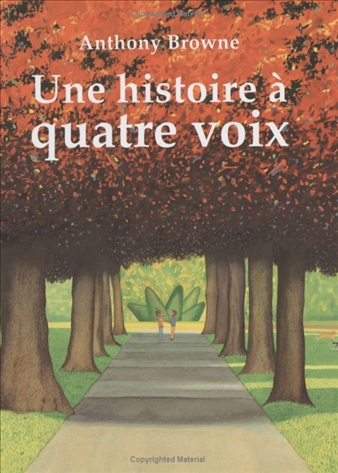 Anthony Browne
Une histoire à
quatre voix
Copyrighted Material